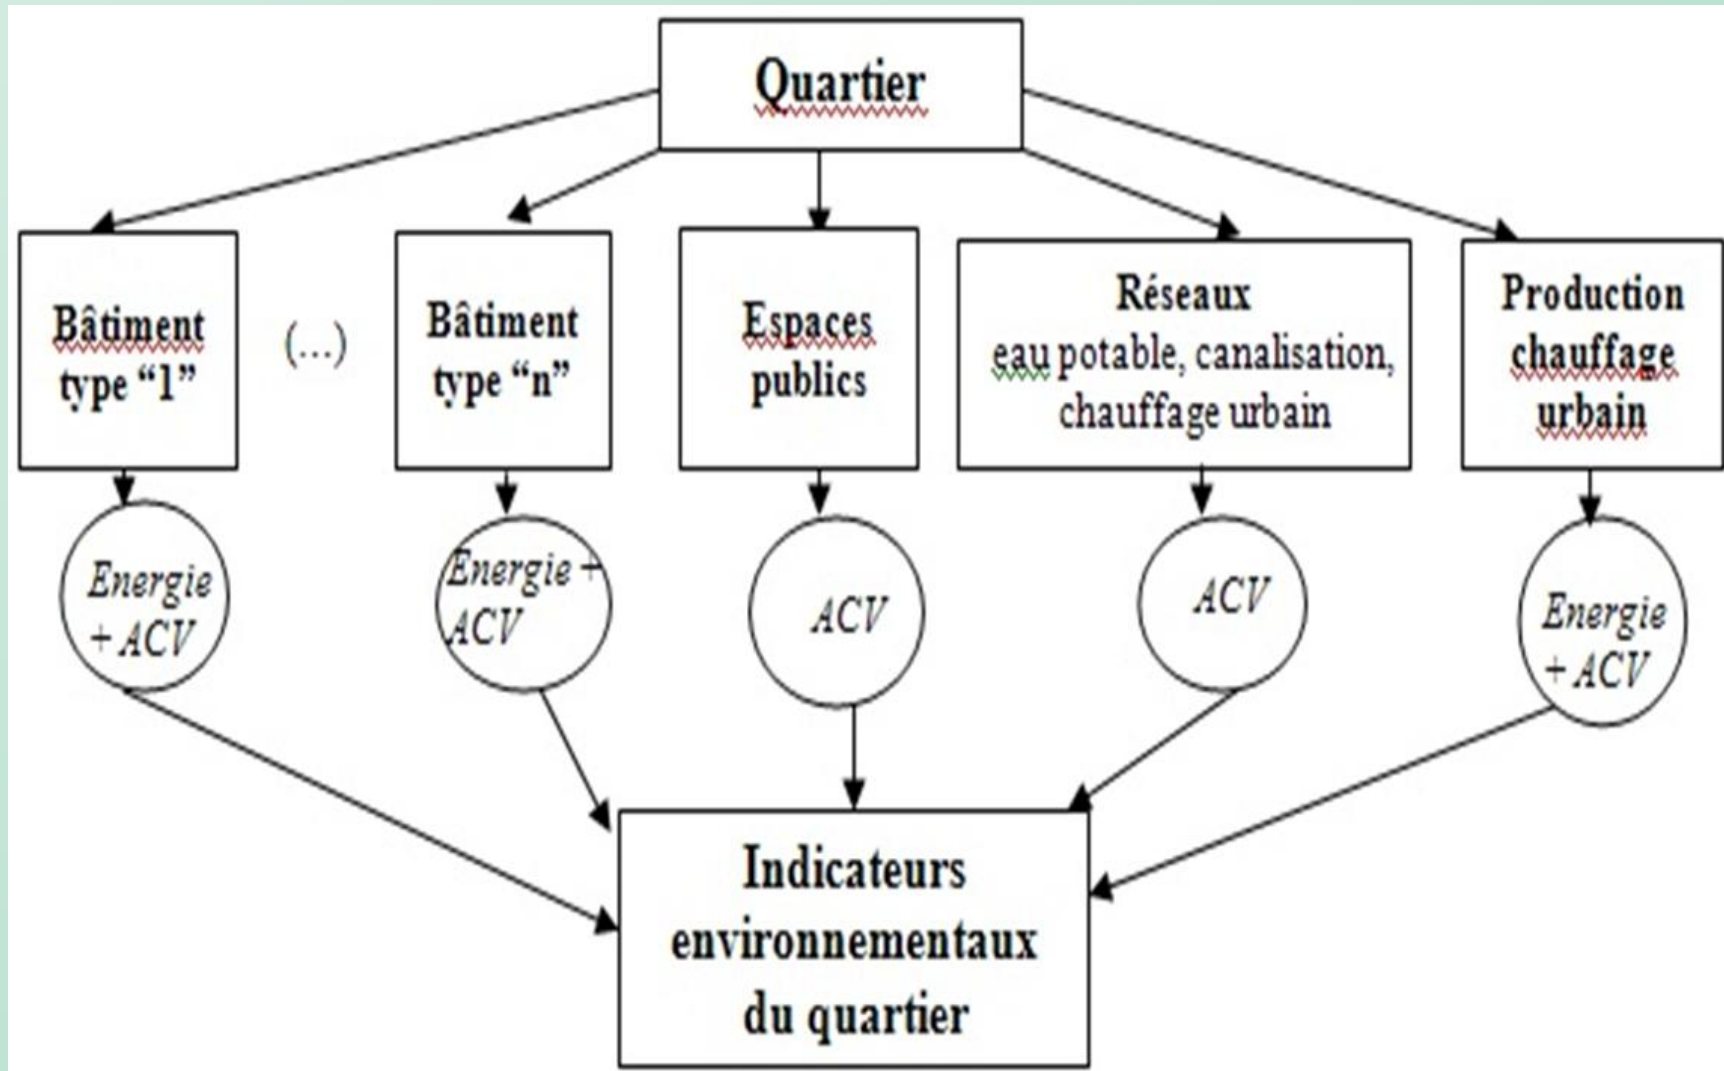 Quartier
Bâtiment
type “1”
(...)
Bâtiment
type “n”
Espaces
publics
Réseaux
eau potable, canalisation,
chauffage urbain
Production
chauffage
urbain
Energie
+ ACV
Energie +
ACV
ACV
ACV
Energie
+ ACV
Indicateurs
environnementaux
du quartier